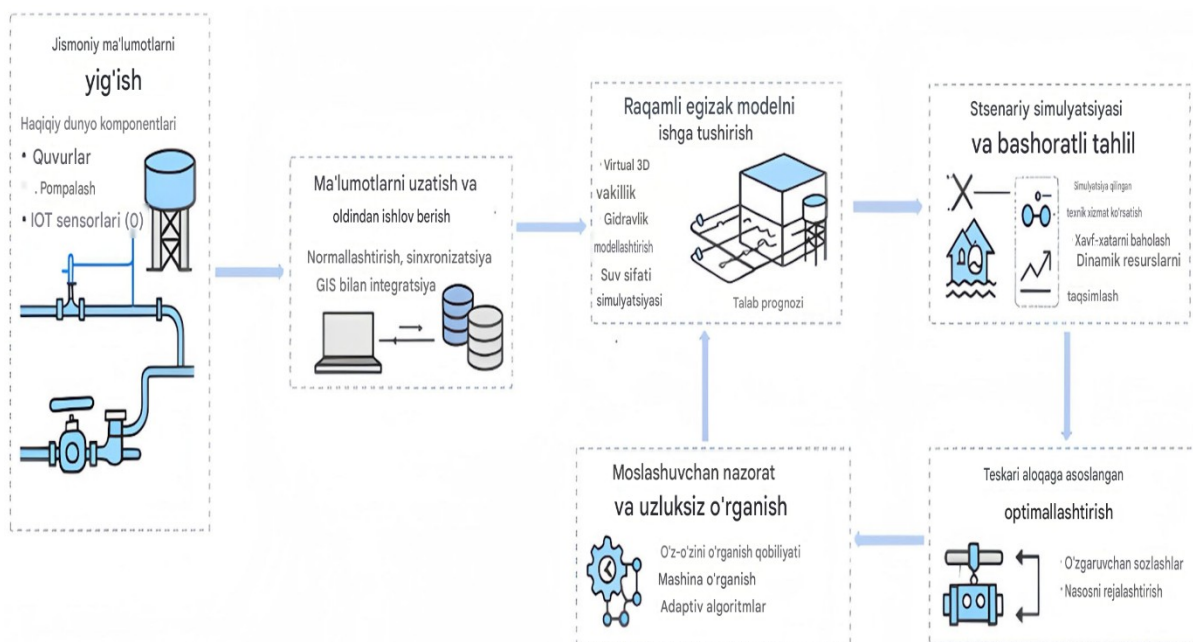 Jismoniy ma'lumotlarni
yig'ish
Haqiqiy dunyo komponentlari
• Quvurlar
. Pompalash
• IOT sensorlari (0)
Ma'lumotlarni uzatish va
oldindan ishlov berish
Normallashtirish, sinxronizatsiya
GIS bilan integratsiya
Raqamli egizak modelni
ishga tushirish
· Virtual 3D
vakillik
Gidravlik
modellashtirish
Suv sifati
simulyatsiyasi
Talab prognozi
Stsenariy simulyatsiyasi
va bashoratli tahlil
Simulyatsiya qilingan
texnik xizmat ko'rsatish
Xavf-xatarni baholash
Dinamik resurslarni
taqsimlash
Teskari aloqaga asoslangan
optimallashtirish
· O'zgaruvchan sozlashlar
· Nasosni rejalashtirish
Moslashuvchan nazorat
va uzluksiz o'rganish
O'z-o'zini o'rganish qobiliyati
Mashina o'rganish
Adaptiv algoritmlar